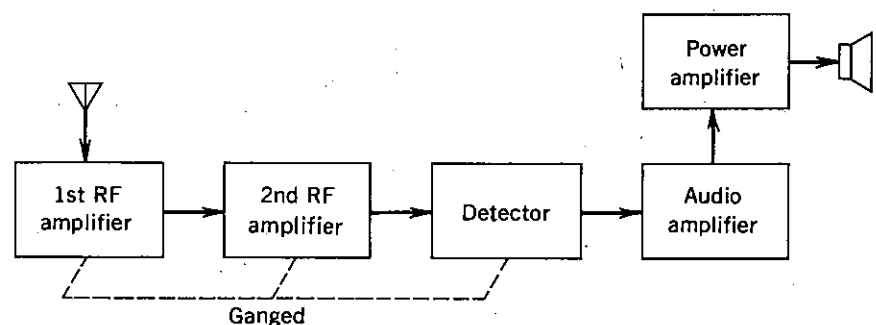 Power
amplifier
1st RF
amplifier
2nd RF
amplifier
Detector
Audio
amplifier
Ganged